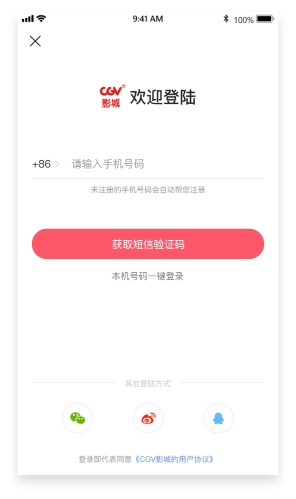 9:41 AM
100%
CGV
影城
欢迎登陆
+86
请输入手机号码
未注册的手机号码会自动帮您注册
获取短信验证码
本机号码一键登录
其他登陆方式
登录即代表同意《CGV影城的用户协议》